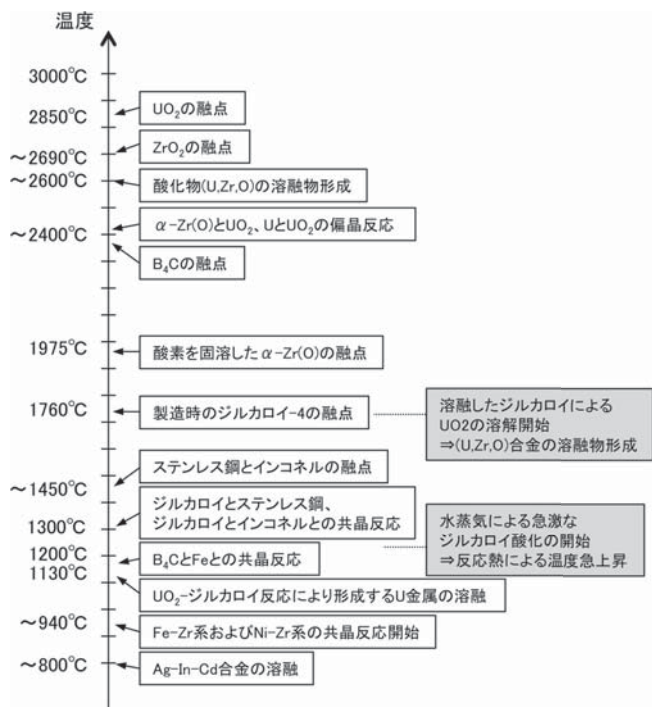 温度
3000℃
2850℃
UO₂の融点
～2690℃
ZrO₂の融点
～2600℃
酸化物(U,Zr,O)の溶融物形成
α-Zr(O)とUO₂、UとUO₂の偏晶反応
～2400℃
B₄Cの融点
1975℃
酸素を固溶したα-Zr(O)の融点
1760℃
製造時のジルカロイ-4の融点
溶融したジルカロイによる
UO2の溶解開始
⇒(U,Zr,O)合金の溶融物形成
ステンレス鋼とインコネルの融点
～1450℃
ジルカロイとステンレス鋼、
ジルカロイとインコネルとの共晶反応
1300℃
水蒸気による急激な
ジルカロイ酸化の開始
⇒反応熱による温度急上昇
1200℃
B₄CとFeとの共晶反応
1130℃
UO₂-ジルカロイ反応により形成するU金属の溶融
～940℃
Fe-Zr系およびNi-Zr系の共晶反応開始
～800℃
Ag-In-Cd合金の溶融